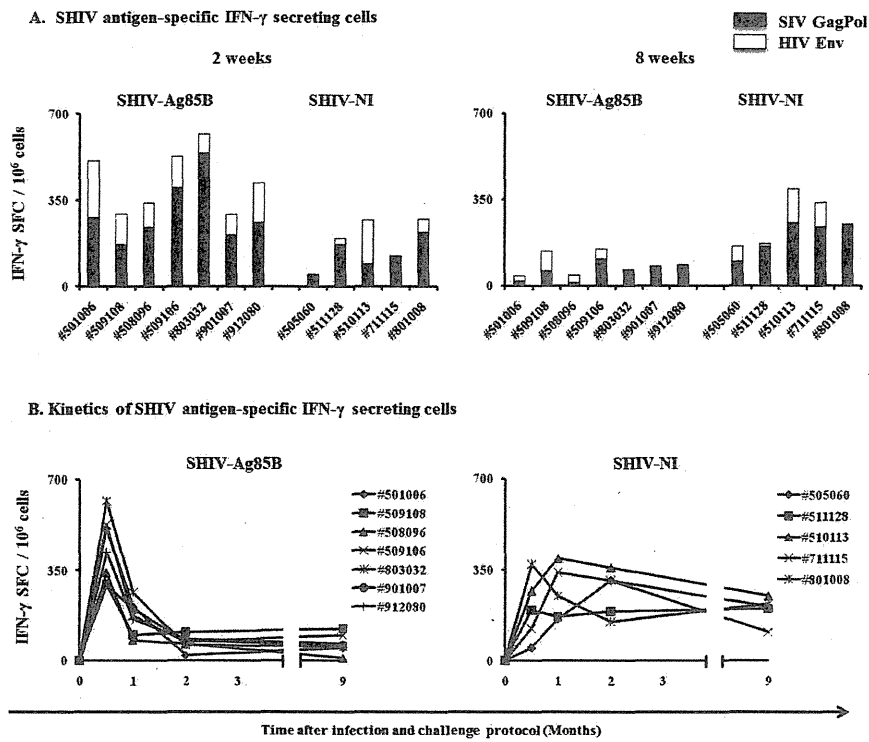 A. SHIV antigen-specific IFN-γ secreting cells
SIV GagPol
HIV Env
2 weeks
8 weeks
SHIV-Ag85B
SHIV-NI
SHIV-Ag85B
SHIV-NI
IFN-γ SFC / 10⁶ cells
700
350
0
700
350
0
#501006
#509108
#508096
#509106
#803032
#901007
#912080
#505060
#511128
#510113
#711115
#801008
#501006
#509108
#508096
#509106
#803032
#901007
#912080
#505060
#511128
#510113
#711115
#801008
B. Kinetics of SHIV antigen-specific IFN-γ secreting cells
SHIV-Ag85B
SHIV-NI
IFN-γ SFC / 10⁶ cells
700
350
0
#501006
#509108
#508096
#509106
#803032
#901007
#912080
700
350
0
#505060
#511128
#510113
#711115
#801008
0 1 2 3 9
0 1 2 3 9
Time after infection and challenge protocol (Months)